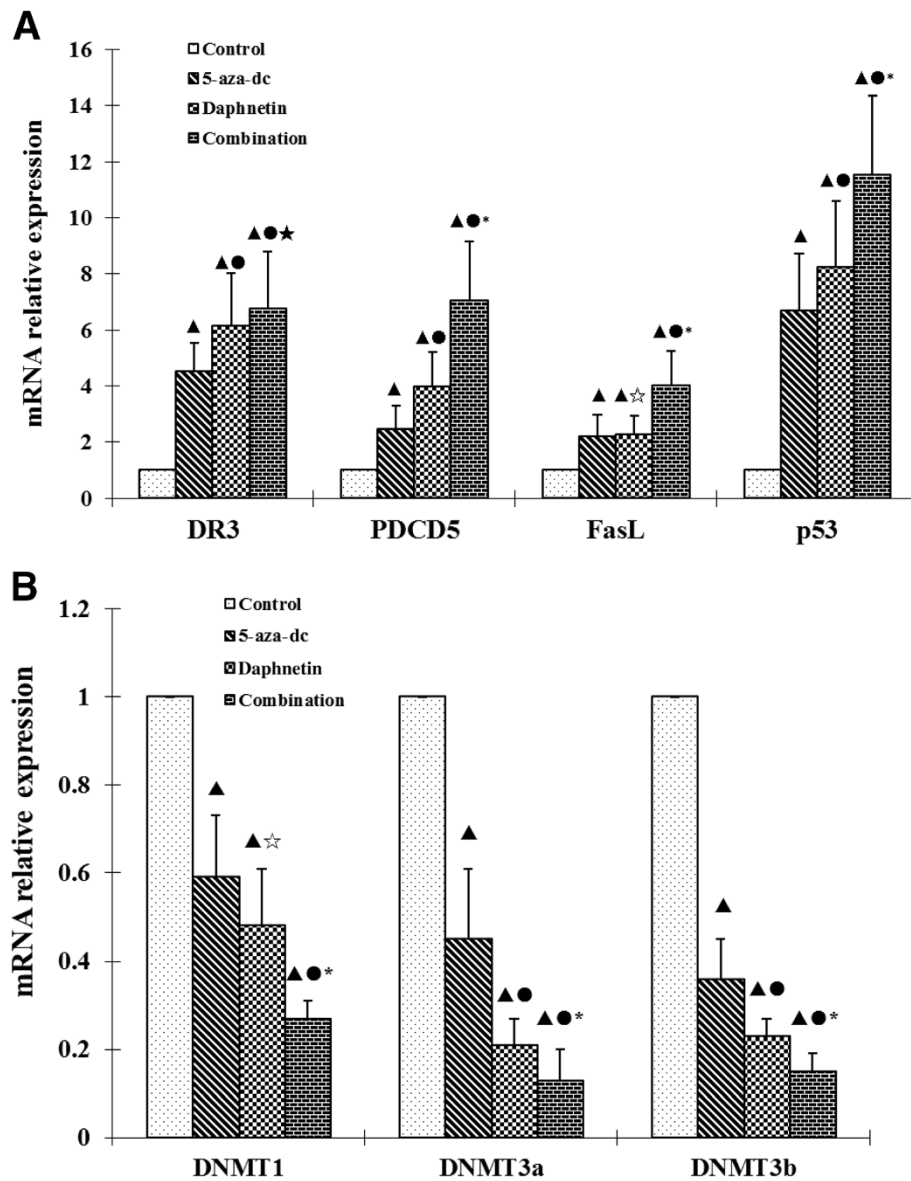 A
Control
5-aza-dc
Daphnetin
Combination
mRNA relative expression
16
14
12
10
8
6
4
2
0
▲
▲●
▲●★
▲
▲●
▲●*
▲
▲☆
▲●*
▲
▲●
▲●*
DR3 PDCD5 FasL p53
B
Control
5-aza-dc
Daphnetin
Combination
mRNA relative expression
1.2
1
0.8
0.6
0.4
0.2
0
▲
▲☆
▲●*
▲
▲●
▲●*
▲
▲●
▲●*
DNMT1 DNMT3a DNMT3b